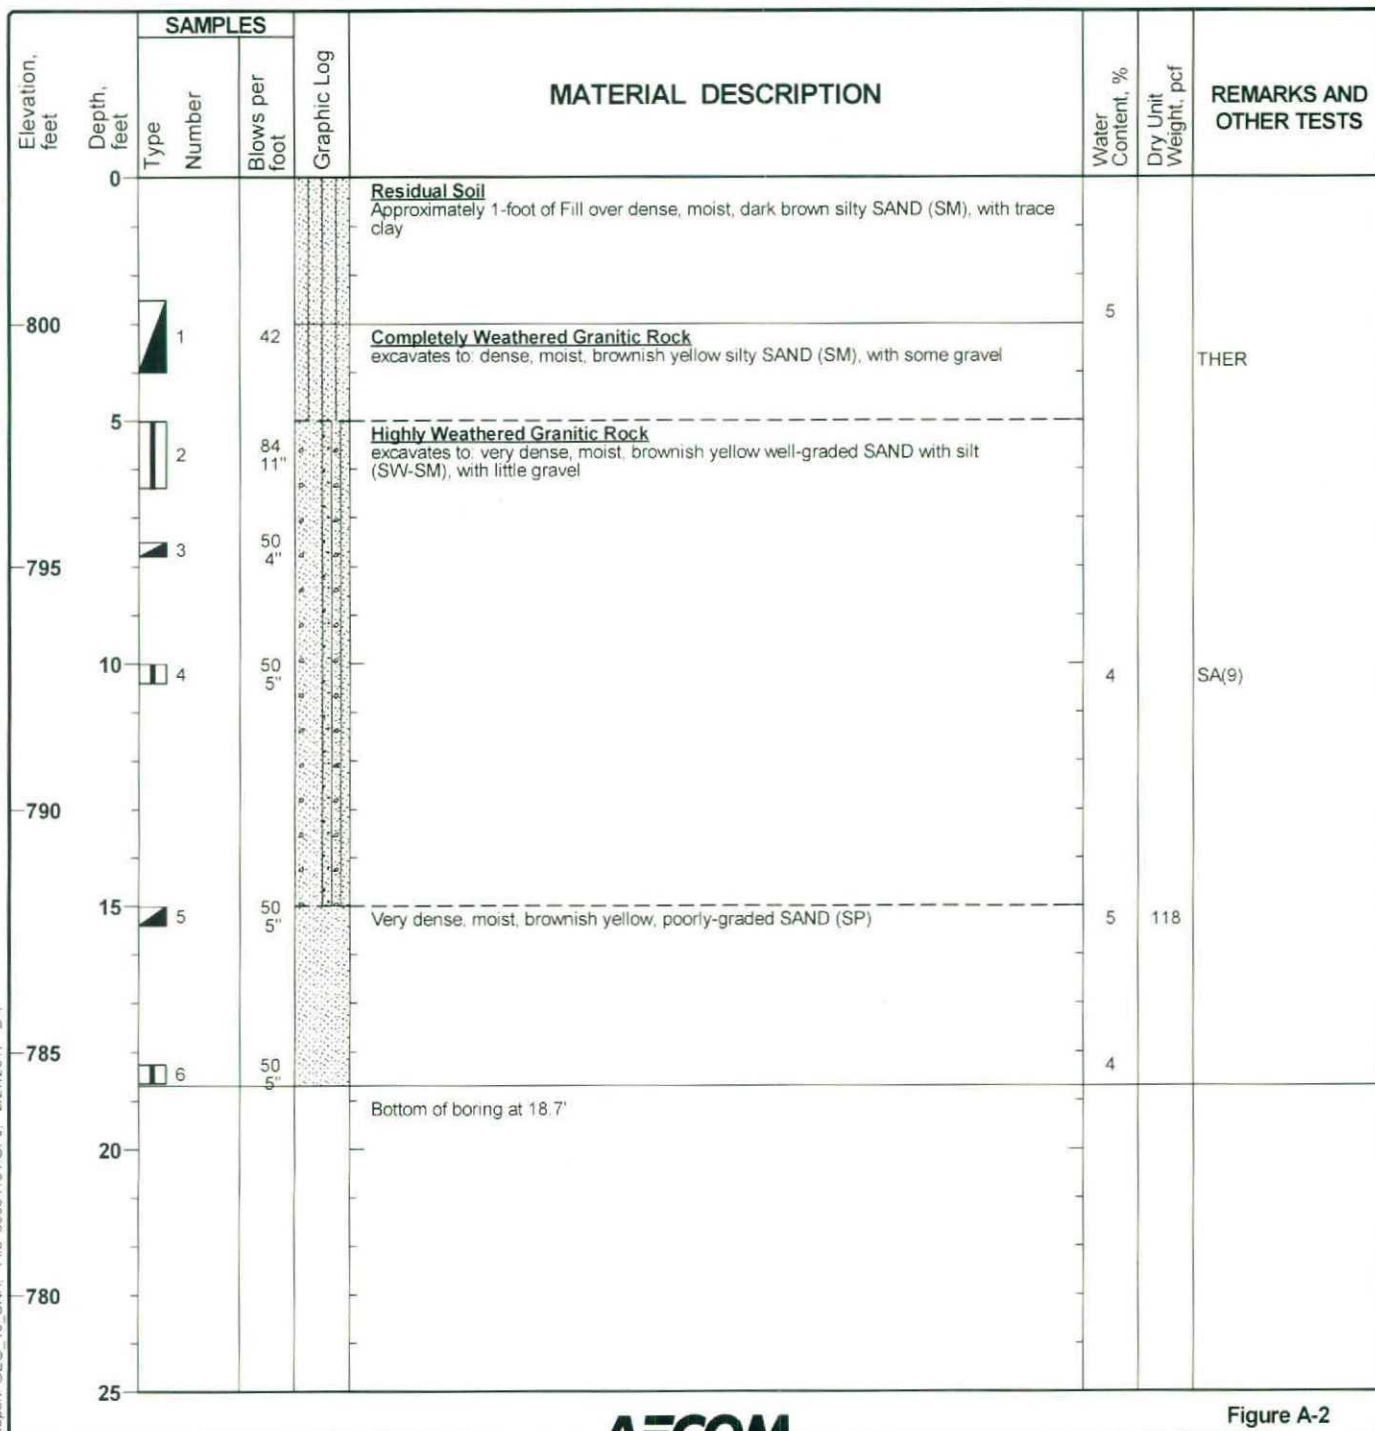 SAMPLES
Elevation, feet
Depth, feet
Type
Number
Blows per foot
Graphic Log
MATERIAL DESCRIPTION
Water Content, %
Dry Unit Weight, pcf
REMARKS AND OTHER TESTS
0
Residual Soil
Approximately 1-foot of Fill over dense, moist, dark brown silty SAND (SM), with trace
clay
5
800
1
42
Completely Weathered Granitic Rock
excavates to: dense, moist, brownish yellow silty SAND (SM), with some gravel
THER
5
Highly Weathered Granitic Rock
excavates to: very dense, moist, brownish yellow well-graded SAND with silt
(SW-SM), with little gravel
2
84
11"
3
50
4"
795
10
4
50
5"
4
SA(9)
790
15
5
50
5"
Very dense, moist, brownish yellow, poorly-graded SAND (SP)
5
118
785
6
50
5"
4
Bottom of boring at 18.7'
20
780
25
AECOM
Figure A-2